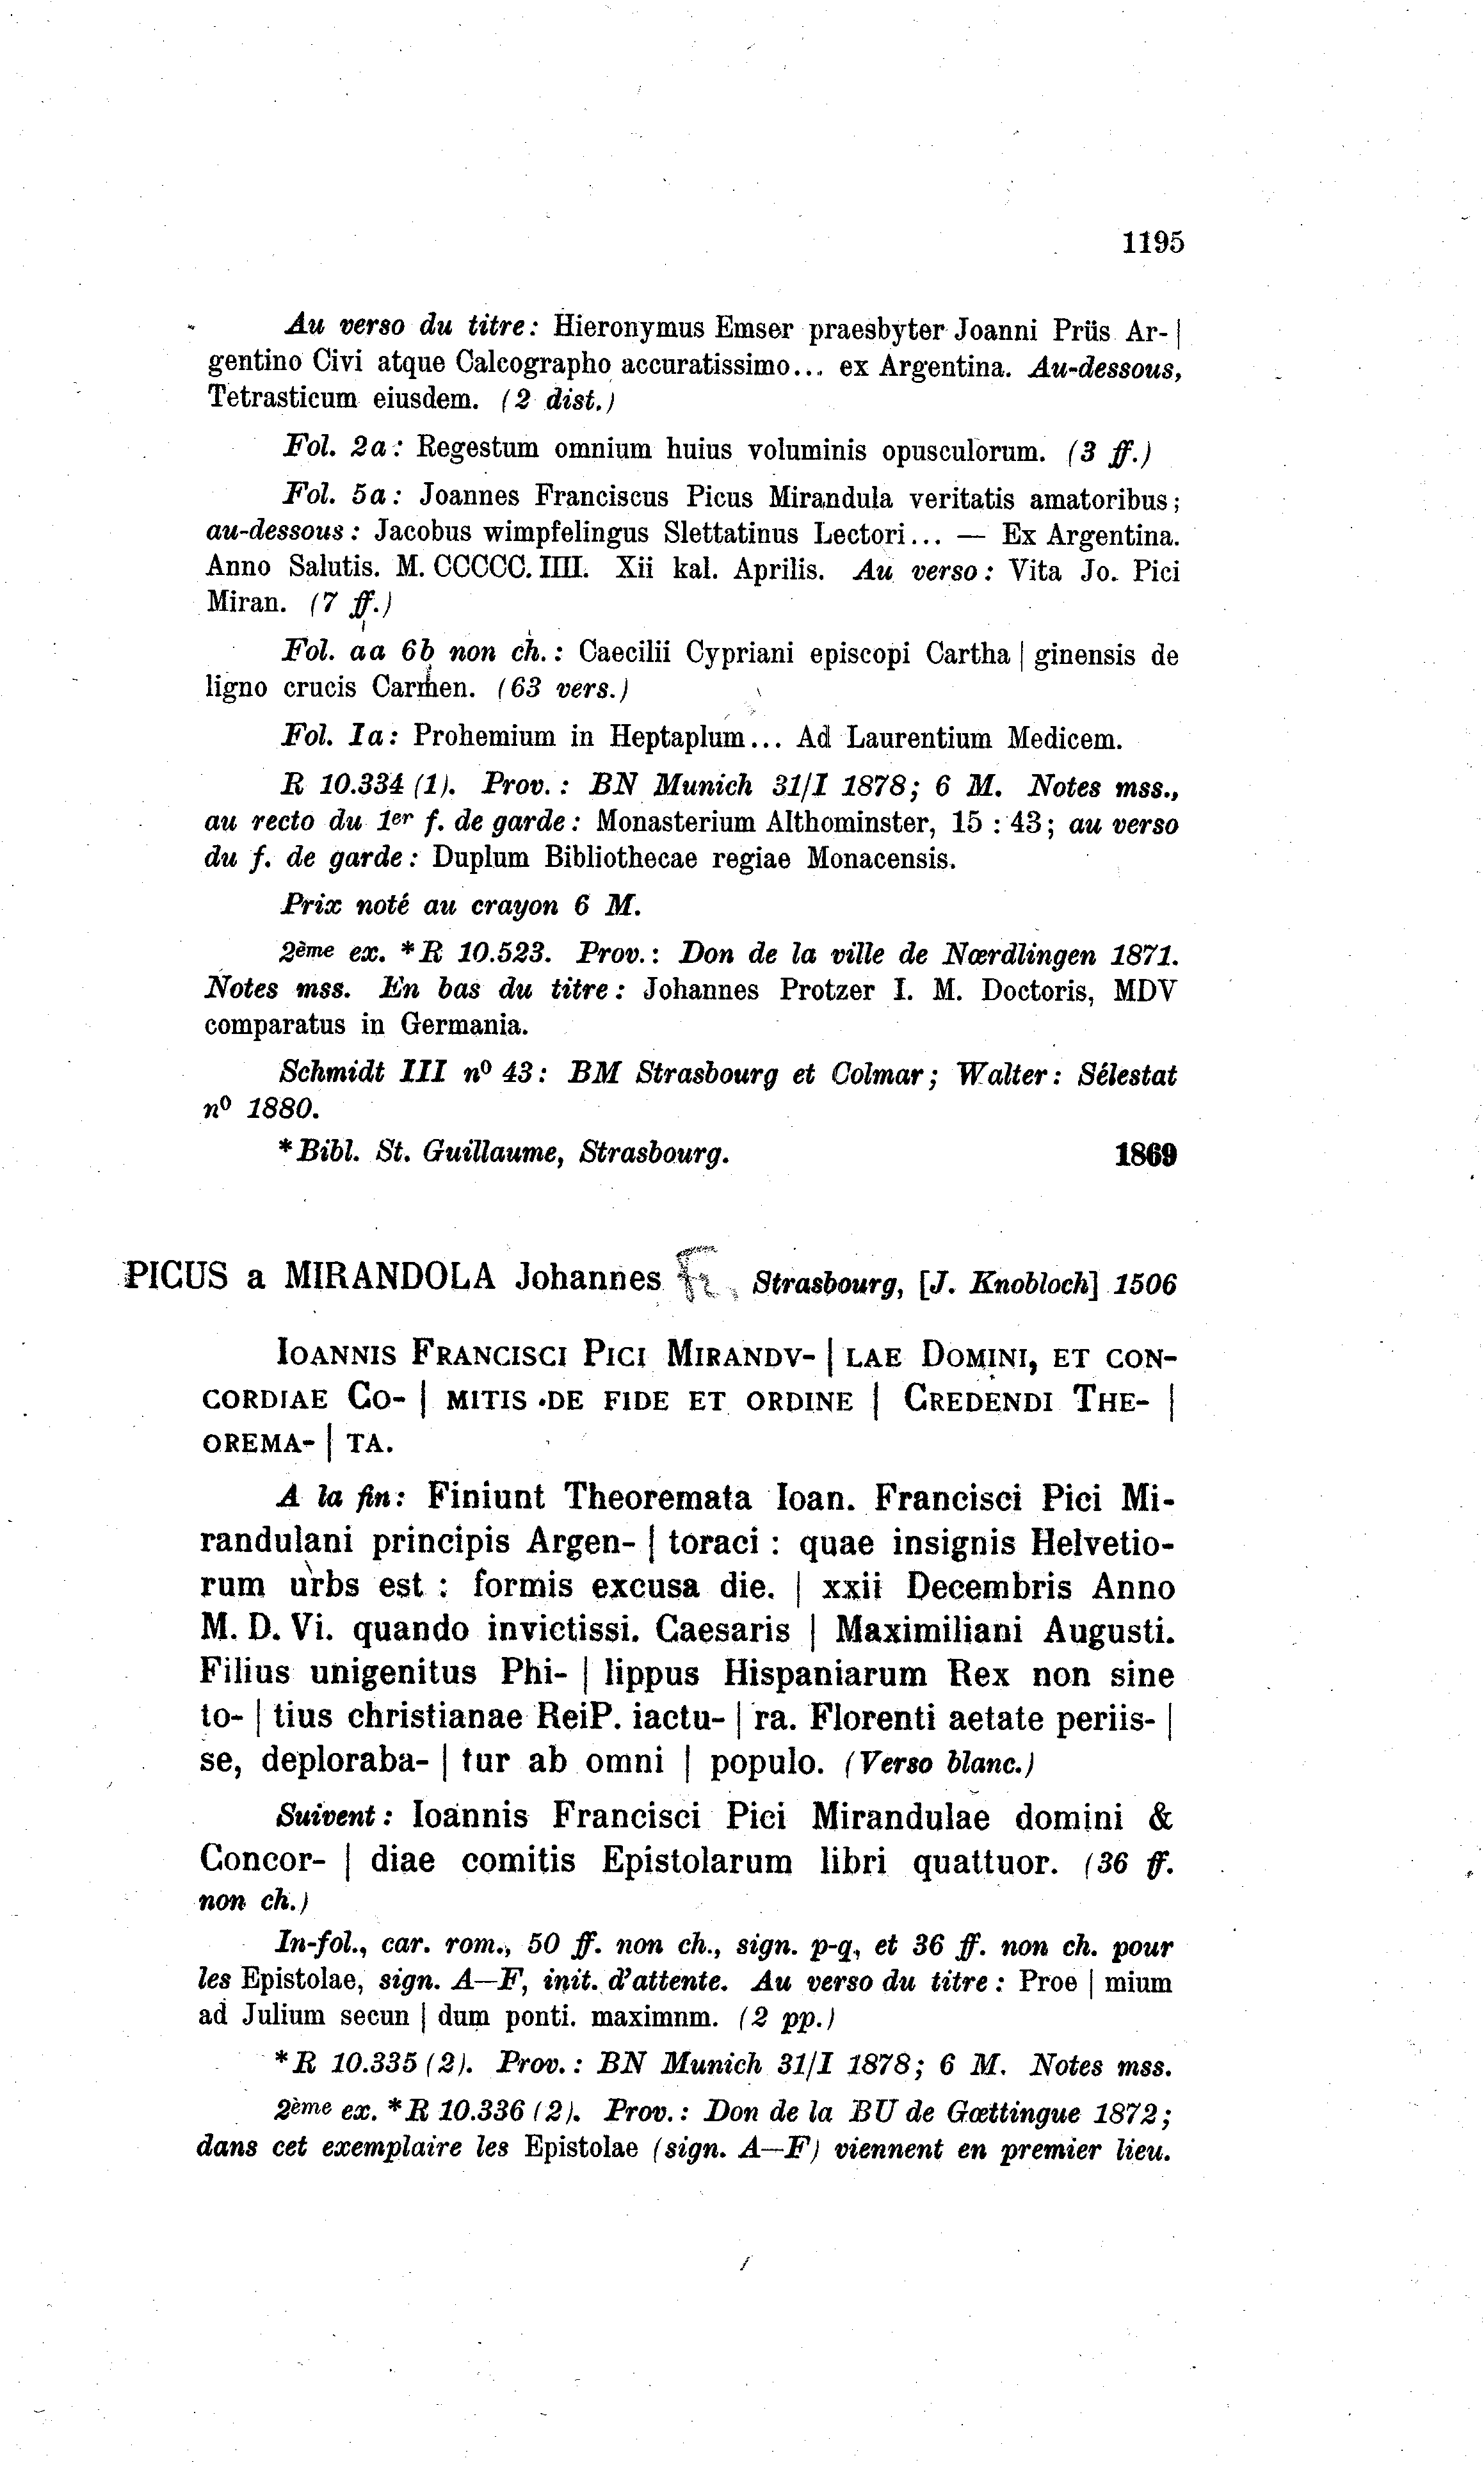 1195
Au verso du titre: Hieronymus Emser praesbyter Joanni Prüs Ar- |
gentino Civi atque Calcographo accuratissimo... ex Argentina. Au-dessous,
Tetrasticum eiusdem. (2 dist.)
Fol. 2a: Regestum omnium huius voluminis opusculorum. (3 ff.)
Fol. 5a: Joannes Franciscus Picus Mirandula veritatis amatoribus;
au-dessous: Jacobus wimpfelingus Slettatinus Lectori... — Ex Argentina.
Anno Salutis. M. CCCCC. IIII. Xii kal. Aprilis. Au verso: Vita Jo. Pici
Miran. (7 ff.)
Fol. aa 6b non ch.: Caecilii Cypriani episcopi Cartha | ginensis de
ligno crucis Carmen. (63 vers.)
Fol. Ia: Prohemium in Heptaplum... Ad Laurentium Medicem.
R 10.334 (1). Prov.: BN Munich 31/I 1878; 6 M. Notes mss.,
au recto du 1er f. de garde: Monasterium Althominster, 15 : 43; au verso
du f. de garde: Duplum Bibliothecae regiae Monacensis.
Prix noté au crayon 6 M.
2ème ex. *R 10.523. Prov.: Don de la ville de Nœrdlingen 1871.
Notes mss. En bas du titre: Johannes Protzer I. M. Doctoris, MDV
comparatus in Germania.
Schmidt III nº 43: BM Strasbourg et Colmar; Walter: Sélestat
nº 1880.
*Bibl. St. Guillaume, Strasbourg. 1869
PICUS a MIRANDOLA Johannes Fr. Strasbourg, [J. Knobloch] 1506
IOANNIS FRANCISCI PICI MIRANDV- | LAE DOMINI, ET CON-
CORDIAE CO- | MITIS DE FIDE ET ORDINE | CREDENDI THE- |
OREMA- | TA.
A la fin: Finiunt Theoremata Ioan. Francisci Pici Mi-
randulani principis Argen- | toraci : quae insignis Helvetio-
rum urbs est : formis excusa die. | xxii Decembris Anno
M. D. Vi. quando invictissi. Caesaris | Maximiliani Augusti.
Filius unigenitus Phi- | lippus Hispaniarum Rex non sine
to- | tius christianae ReiP. iactu- | ra. Florenti aetate periis- |
se, deploraba- | tur ab omni | populo. (Verso blanc.)
Suivent: Ioannis Francisci Pici Mirandulae domini &
Concor- | diae comitis Epistolarum libri quattuor. (36 ff.
non ch.)
In-fol., car. rom., 50 ff. non ch., sign. p-q, et 36 ff. non ch. pour
les Epistolae, sign. A—F, init. d'attente. Au verso du titre: Proe | mium
ad Julium secun | dum ponti. maximnm. (2 pp.)
*R 10.335 (2). Prov.: BN Munich 31/I 1878; 6 M. Notes mss.
2ème ex. *R 10.336 (2). Prov.: Don de la BU de Gœttingue 1872;
dans cet exemplaire les Epistolae (sign. A—F) viennent en premier lieu.